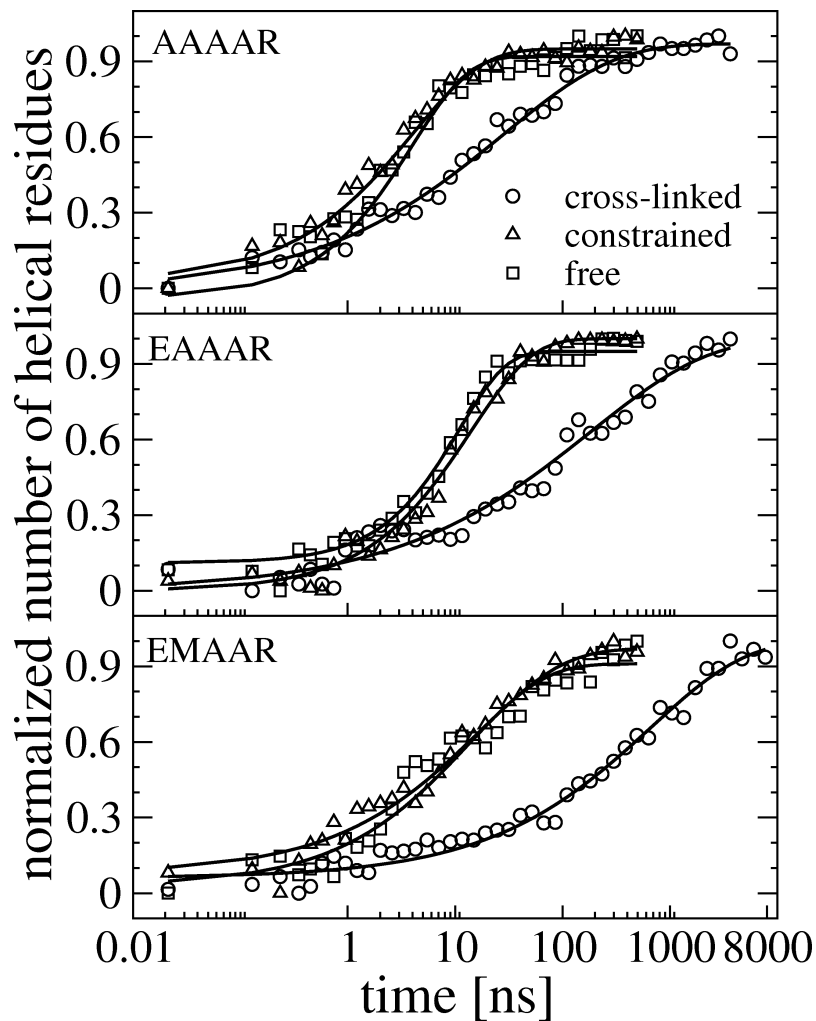 normalized number of helical residues
AAAAR
0.9
0.6
0.3
0
cross-linked
constrained
free
EAAAR
0.9
0.6
0.3
0
EMAAR
0.9
0.6
0.3
0
0.01 1 10 100 1000 8000
time [ns]